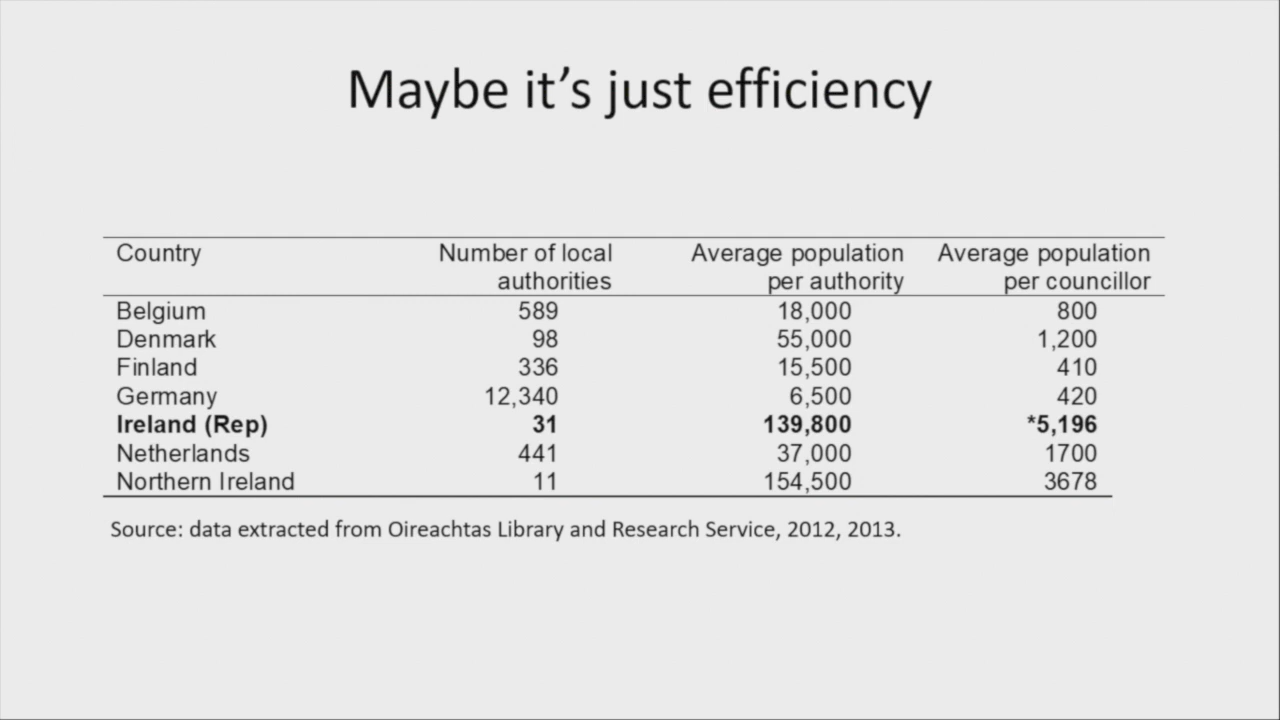 Maybe it's just efficiency
Country Number of local authorities Average population per authority Average population per councillor
Belgium 589 18,000 800
Denmark 98 55,000 1,200
Finland 336 15,500 410
Germany 12,340 6,500 420
Ireland (Rep) 31 139,800 *5,196
Netherlands 441 37,000 1700
Northern Ireland 11 154,500 3678
Source: data extracted from Oireachtas Library and Research Service, 2012, 2013.